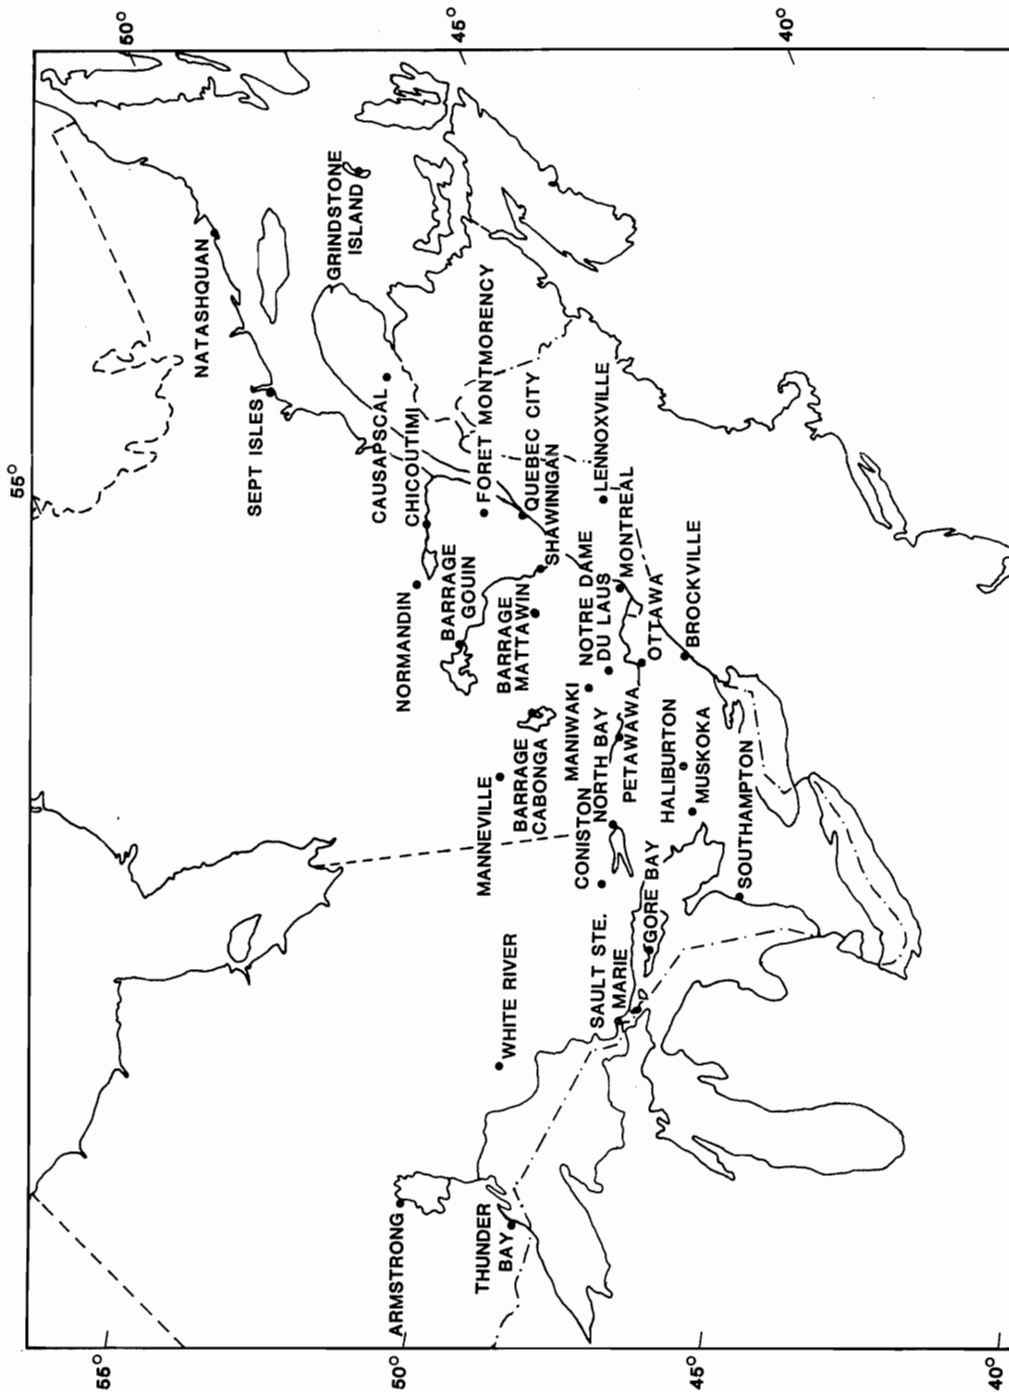 55°
50°
45°
40°
55°
50°
45°
40°
NATASHQUAN
SEPT ISLES
GRINDSTONE
ISLAND
CAUSAPSCAL
CHICOUTIMI
FORET MONTMORENCY
QUEBEC CITY
SHAWINIGAN
LENNOXVILLE
NORMANDIN
BARRAGE
GOUIN
BARRAGE
MATTAWIN
NOTRE DAME
DU LAUS
MONTREAL
OTTAWA
BROCKVILLE
MANNEVILLE
BARRAGE
CABONGA
MANIWAKI
CONISTON
NORTH BAY
PETAWAWA
HALIBURTON
MUSKOKA
SOUTHAMPTON
GORE BAY
SAULT STE.
MARIE
WHITE RIVER
ARMSTRONG
THUNDER
BAY